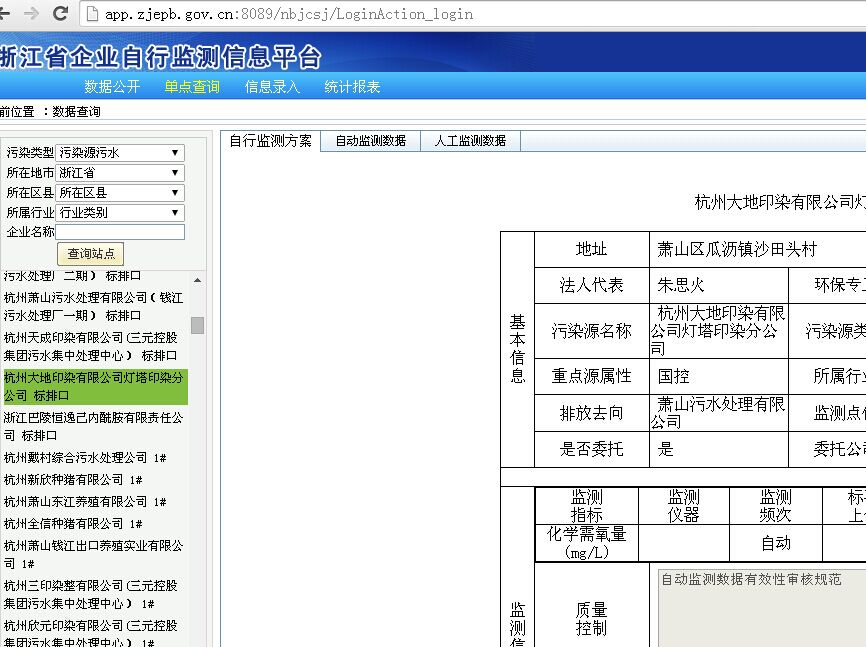 app.zjepb.gov.cn:8089/nbjcsj/LoginAction_login
浙江省企业自行监测信息平台
数据公开 单点查询 信息录入 统计报表
前位置 ：数据查询
污染类型 污染源污水
所在地市 浙江省
所在区县 所在区县
所属行业 行业类别
企业名称
查询站点
污水处理厂二期） 标排口
杭州萧山污水处理有限公司（钱江
污水处理厂一期） 标排口
杭州天成印染有限公司(三元控股
集团污水集中处理中心） 标排口
杭州大地印染有限公司灯塔印染分
公司 标排口
浙江巴陵恒逸己内酰胺有限责任公
司 标排口
杭州戴村综合污水处理公司 1#
杭州新欣种猪有限公司 1#
杭州萧山东江养殖有限公司 1#
杭州全信种猪有限公司 1#
杭州萧山钱江出口养殖实业有限公
司 1#
杭州三印染整有限公司(三元控股
集团污水集中处理中心） 1#
杭州欣元印染有限公司(三元控股
集团污水集中处理中心） 1#
自行监测方案 自动监测数据 人工监测数据
杭州大地印染有限公司灯
基本信息
地址 萧山区瓜沥镇沙田头村
法人代表 朱思火 环保专
污染源名称 杭州大地印染有限公司灯塔印染分公司 污染源类
重点源属性 国控 所属行业
排放去向 萧山污水处理有限公司 监测点位
是否委托 是 委托公司
监测信
监测指标 监测仪器 监测频次 标 上
化学需氧量(mg/L) 自动
质量控制 自动监测数据有效性审核规范